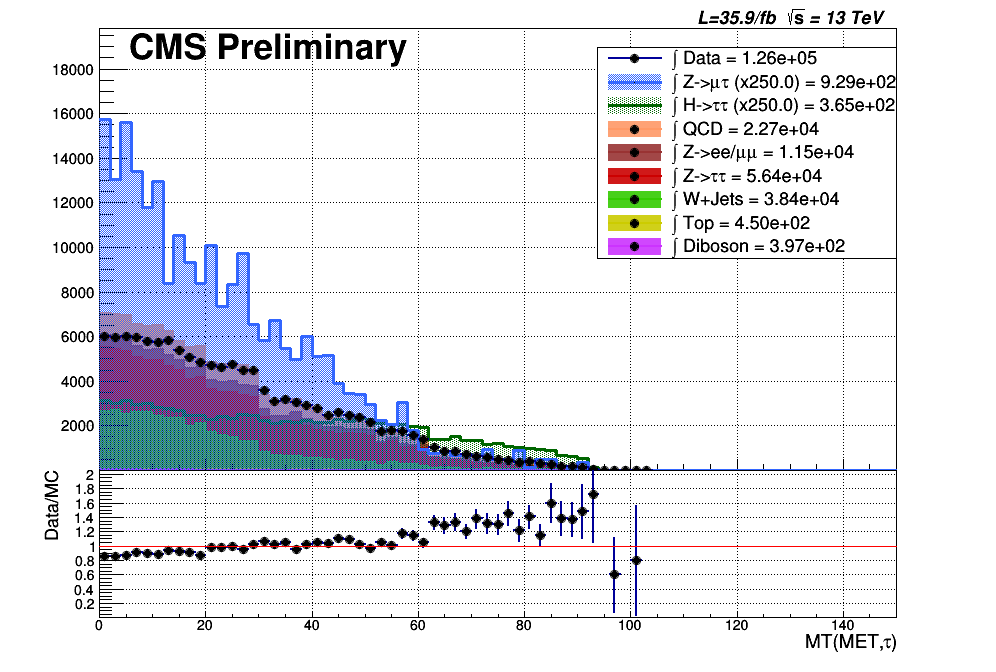 L=35.9/fb √s = 13 TeV
CMS Preliminary
∫ Data = 1.26e+05
∫ Z->μτ (x250.0) = 9.29e+02
∫ H->ττ (x250.0) = 3.65e+02
∫ QCD = 2.27e+04
∫ Z->ee/μμ = 1.15e+04
∫ Z->ττ = 5.64e+04
∫ W+Jets = 3.84e+04
∫ Top = 4.50e+02
∫ Diboson = 3.97e+02
18000
16000
14000
12000
10000
8000
6000
4000
2000
Data/MC
2
1.8
1.6
1.4
1.2
1
0.8
0.6
0.4
0.2
0 20 40 60 80 100 120 140
MT(MET,τ)